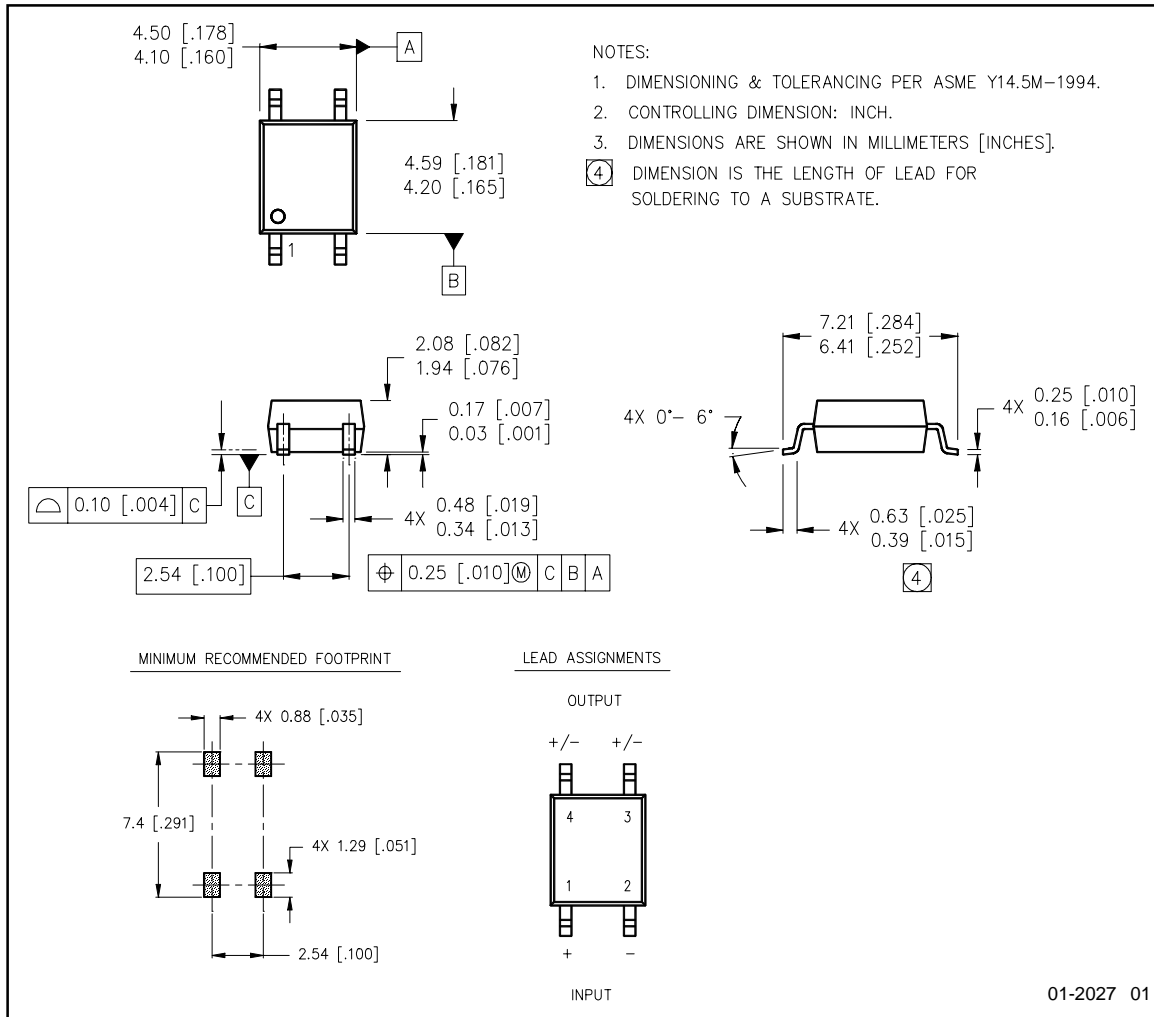 4.50 [.178]
4.10 [.160]
A
4.59 [.181]
4.20 [.165]
1
B
NOTES:
1. DIMENSIONING & TOLERANCING PER ASME Y14.5M–1994.
2. CONTROLLING DIMENSION: INCH.
3. DIMENSIONS ARE SHOWN IN MILLIMETERS [INCHES].
4 DIMENSION IS THE LENGTH OF LEAD FOR
SOLDERING TO A SUBSTRATE.
2.08 [.082]
1.94 [.076]
0.17 [.007]
0.03 [.001]
0.10 [.004] C
C
4X 0.48 [.019]
0.34 [.013]
2.54 [.100]
⌖ 0.25 [.010]Ⓜ C B A
7.21 [.284]
6.41 [.252]
4X 0°– 6°
4X 0.25 [.010]
0.16 [.006]
4X 0.63 [.025]
0.39 [.015]
4
MINIMUM RECOMMENDED FOOTPRINT
4X 0.88 [.035]
7.4 [.291]
4X 1.29 [.051]
2.54 [.100]
LEAD ASSIGNMENTS
OUTPUT
+/– +/–
4 3
1 2
+ –
INPUT
01-2027 01